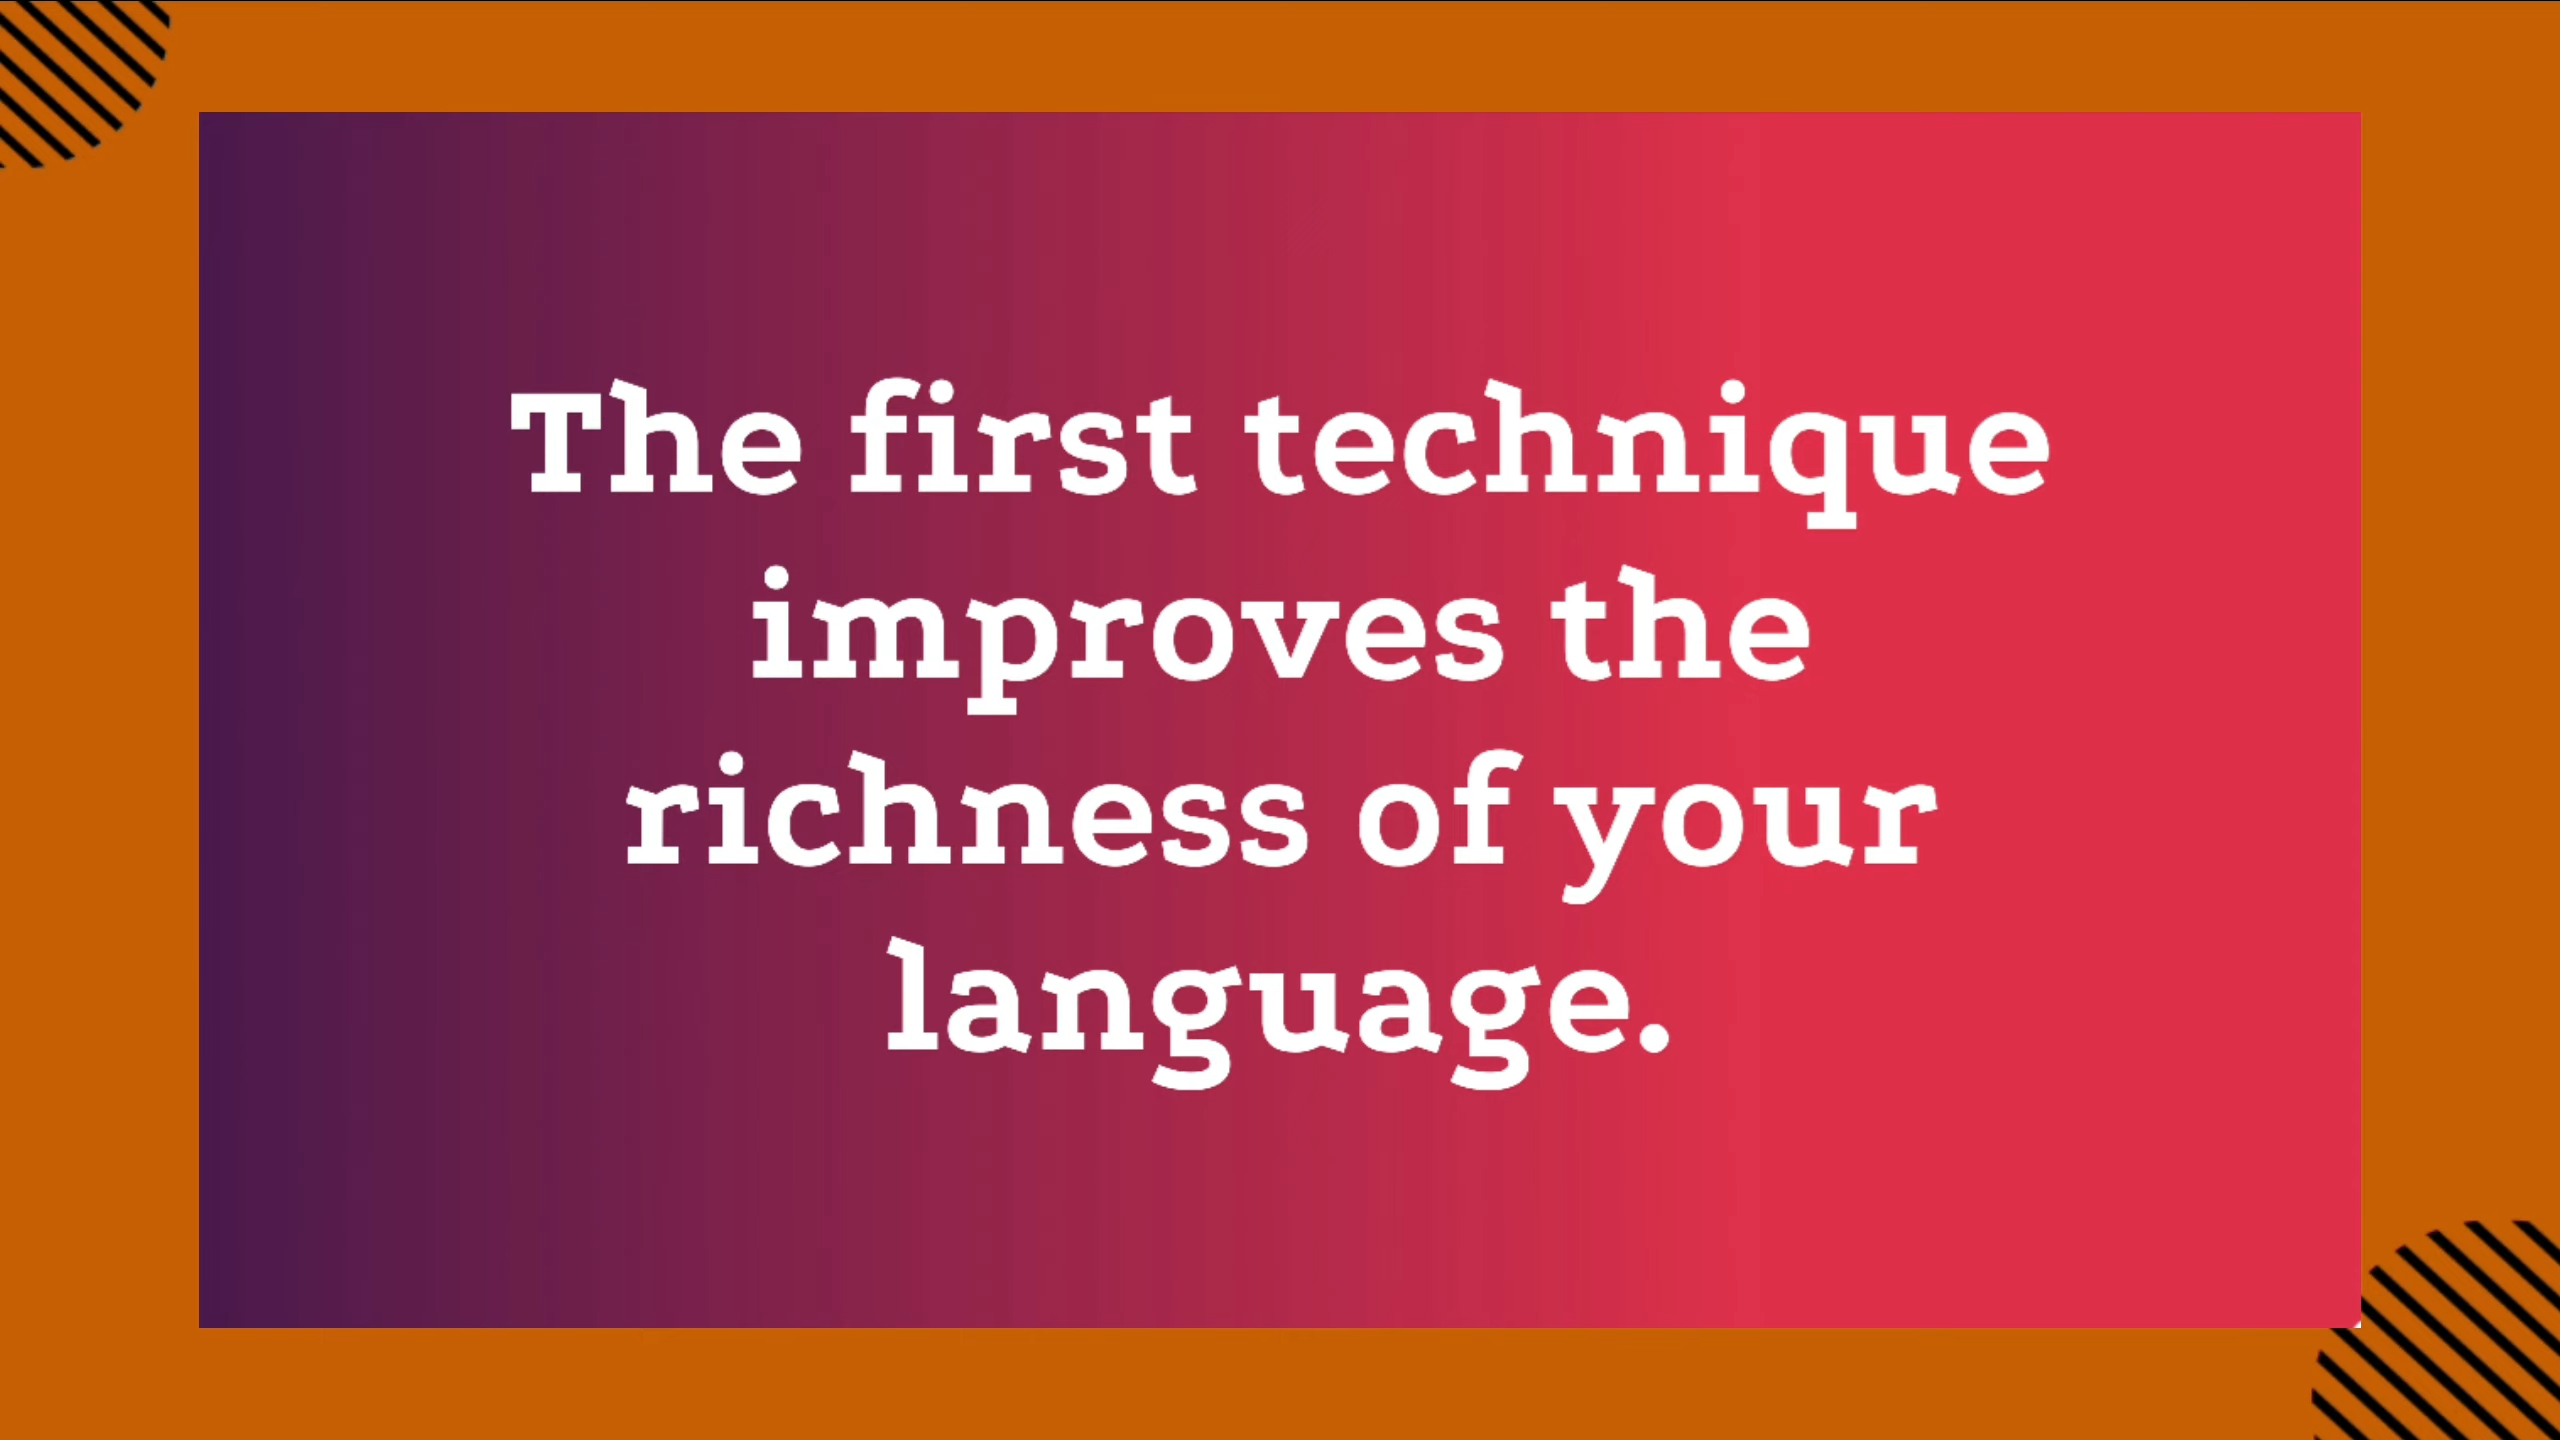 The first technique
improves the
richness of your
language.